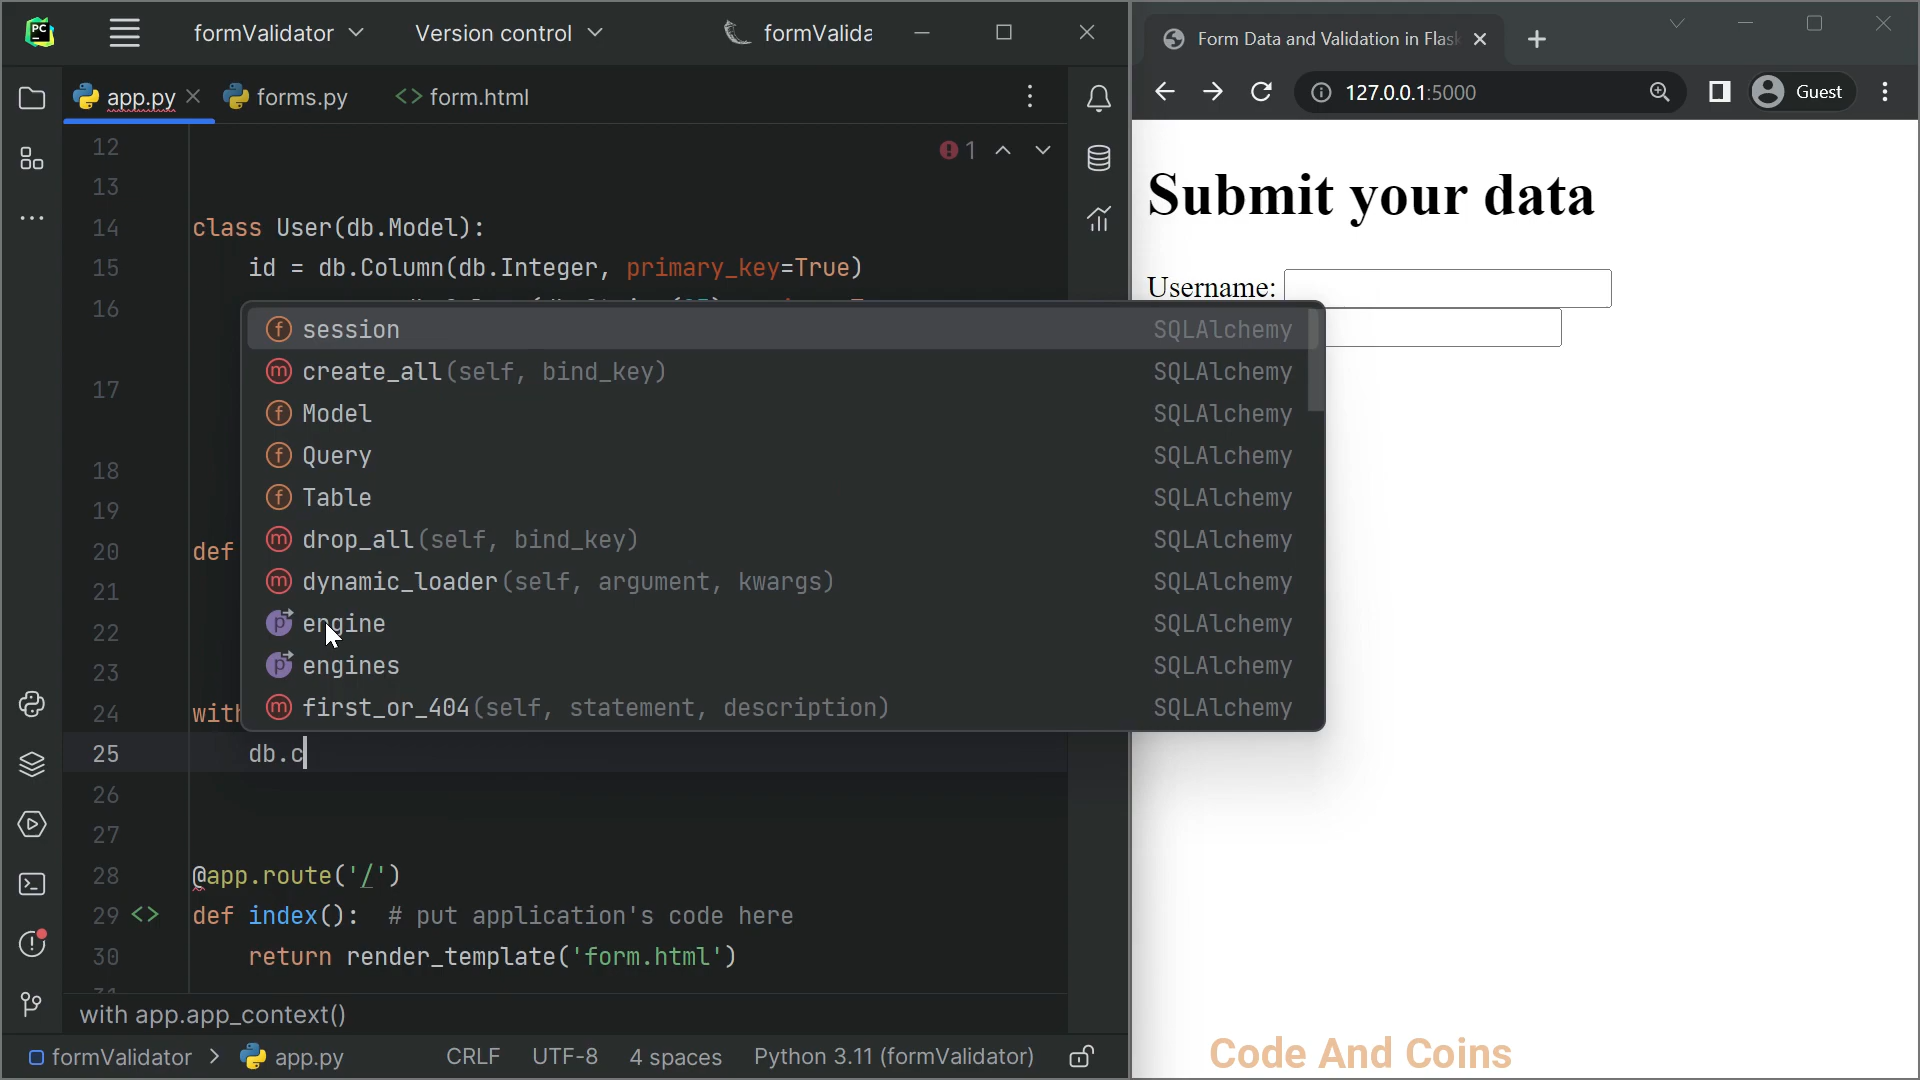 PC
formValidator
Version control
formValida
app.py
forms.py
form.html
1
12
13
14 class User(db.Model):
15 id = db.Column(db.Integer, primary_key=True)
16
17
18
19
20 def
21
22
23
24 with
25 db.c
26
27
28 @app.route('/')
29 def index():  # put application's code here
30 return render_template('form.html')
session SQLAlchemy
create_all(self, bind_key) SQLAlchemy
Model SQLAlchemy
Query SQLAlchemy
Table SQLAlchemy
drop_all(self, bind_key) SQLAlchemy
dynamic_loader(self, argument, kwargs) SQLAlchemy
engine SQLAlchemy
engines SQLAlchemy
first_or_404(self, statement, description) SQLAlchemy
with app.app_context()
formValidator > app.py CRLF UTF-8 4 spaces Python 3.11 (formValidator)
Form Data and Validation in Flas
127.0.0.1:5000
Guest
Submit your data
Username:
Code And Coins